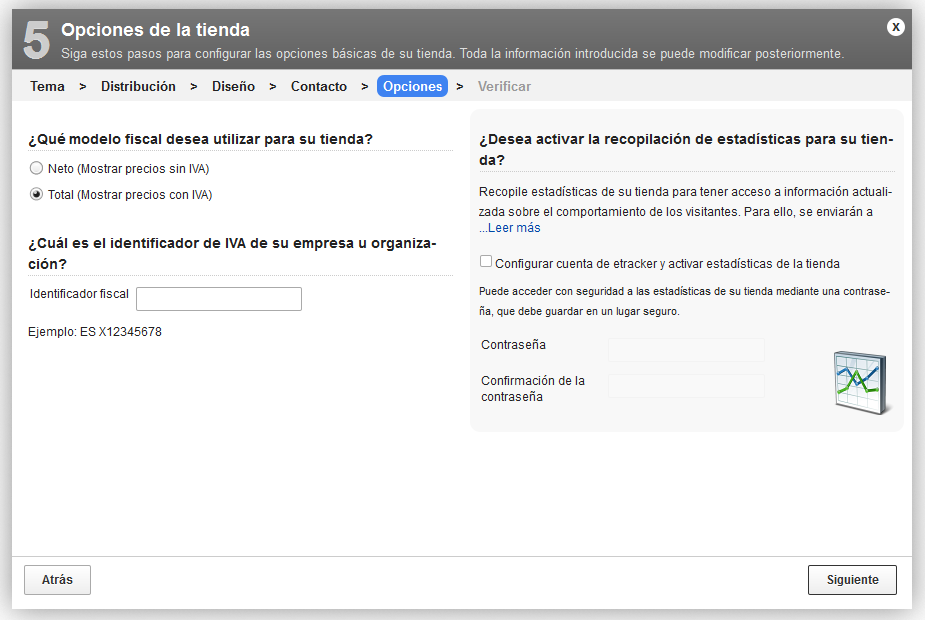 5 Opciones de la tienda
Siga estos pasos para configurar las opciones básicas de su tienda. Toda la información introducida se puede modificar posteriormente.
X
Tema > Distribución > Diseño > Contacto > Opciones > Verificar
¿Qué modelo fiscal desea utilizar para su tienda?
Neto (Mostrar precios sin IVA)
Total (Mostrar precios con IVA)
¿Cuál es el identificador de IVA de su empresa u organiza-
ción?
Identificador fiscal
Ejemplo: ES X12345678
¿Desea activar la recopilación de estadísticas para su tien-
da?
Recopile estadísticas de su tienda para tener acceso a información actuali-
zada sobre el comportamiento de los visitantes. Para ello, se enviarán a
...Leer más
Configurar cuenta de etracker y activar estadísticas de la tienda
Puede acceder con seguridad a las estadísticas de su tienda mediante una contrase-
ña, que debe guardar en un lugar seguro.
Contraseña
Confirmación de la
contraseña
Atrás
Siguiente